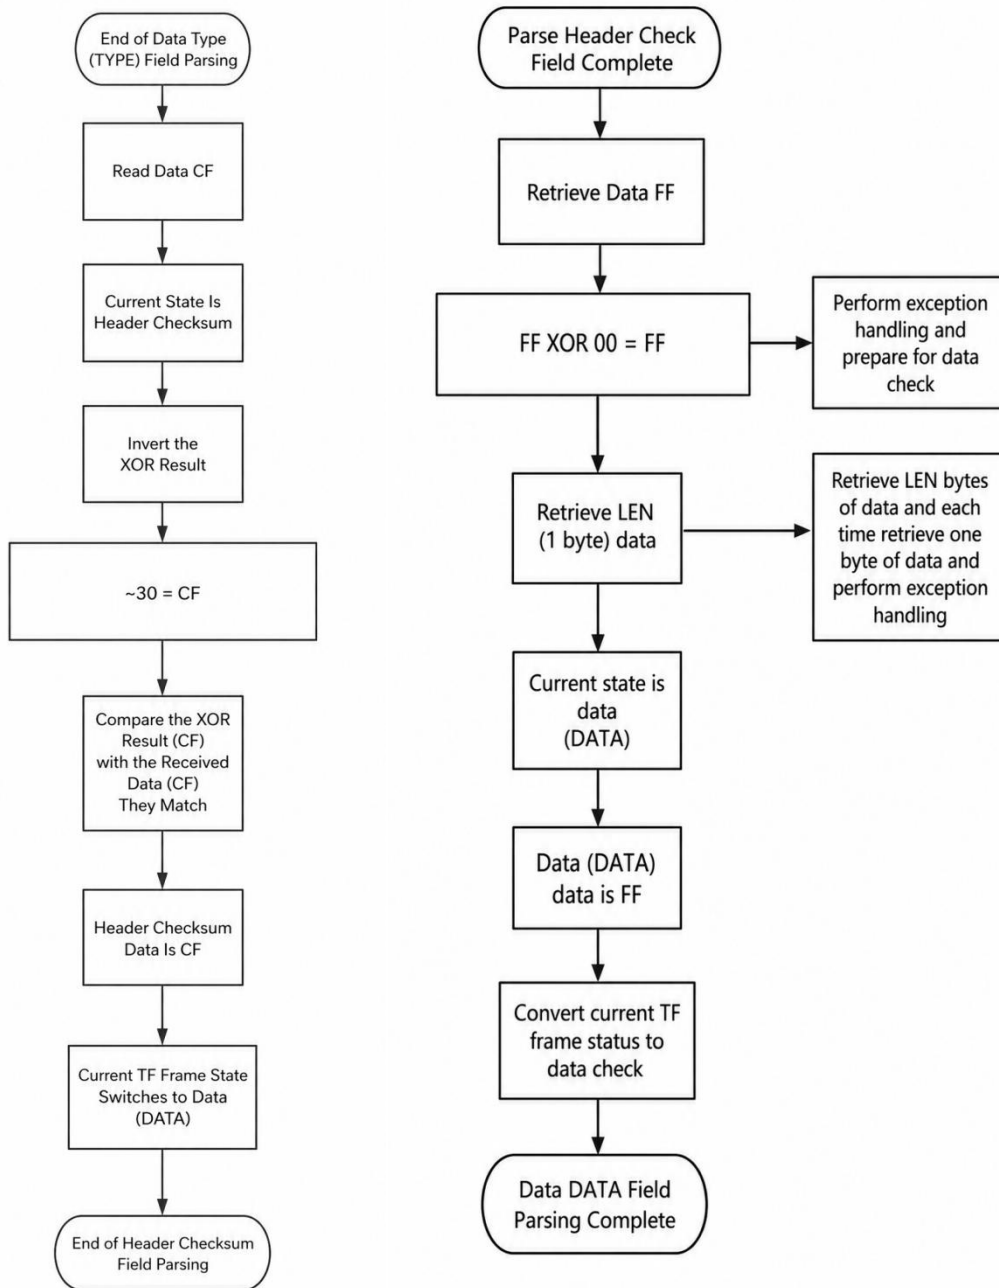 End of Data Type
(TYPE) Field Parsing
Read Data CF
Current State Is
Header Checksum
Invert the
XOR Result
~30 = CF
Compare the XOR
Result (CF)
with the Received
Data (CF)
They Match
Header Checksum
Data Is CF
Current TF Frame State
Switches to Data
(DATA)
End of Header Checksum
Field Parsing
Parse Header Check
Field Complete
Retrieve Data FF
FF XOR 00 = FF
Perform exception
handling and
prepare for data
check
Retrieve LEN
(1 byte) data
Retrieve LEN bytes
of data and each
time retrieve one
byte of data and
perform exception
handling
Current state is
data
(DATA)
Data (DATA)
data is FF
Convert current TF
frame status to
data check
Data DATA Field
Parsing Complete